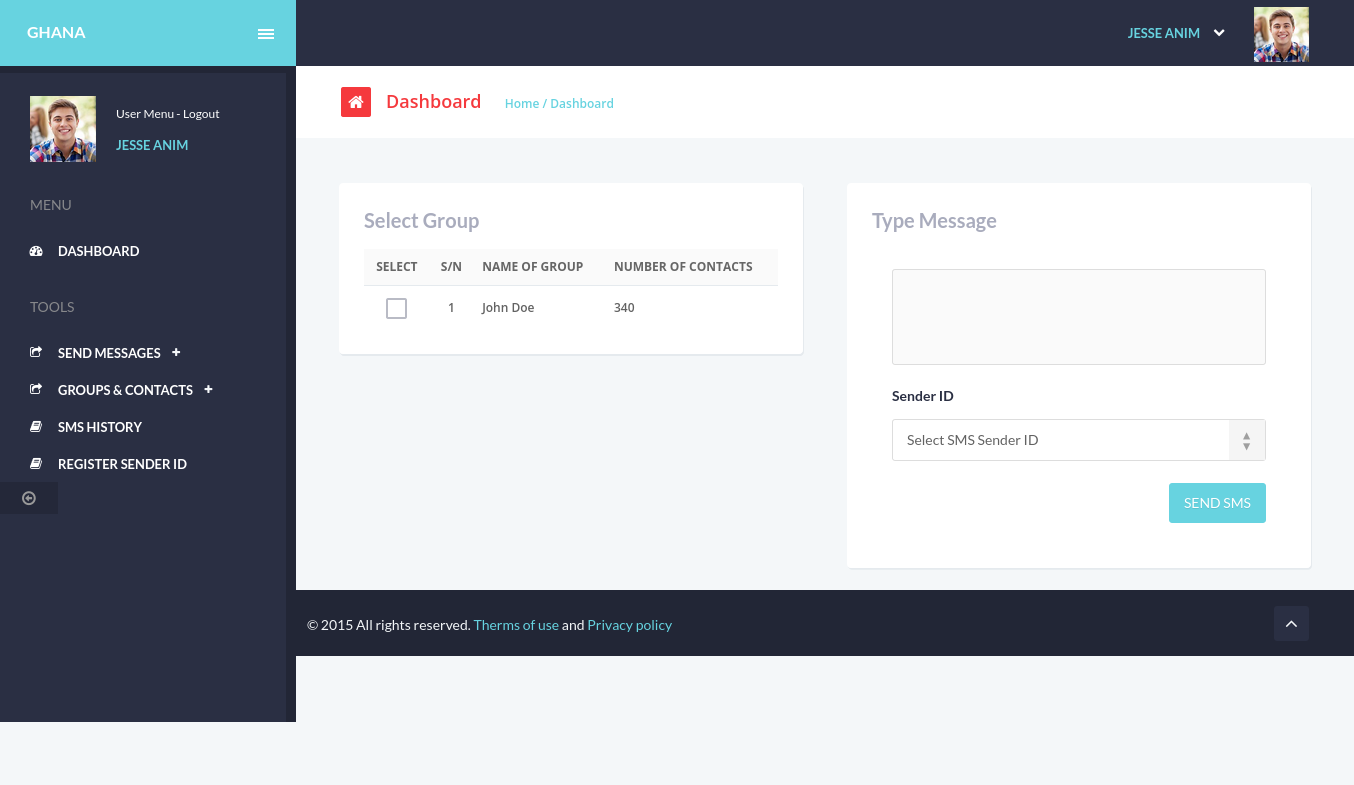 GHANA
JESSE ANIM
User Menu - Logout
JESSE ANIM
MENU
DASHBOARD
TOOLS
SEND MESSAGES +
GROUPS & CONTACTS +
SMS HISTORY
REGISTER SENDER ID
Dashboard
Home / Dashboard
Select Group
SELECT S/N NAME OF GROUP NUMBER OF CONTACTS
1 John Doe 340
Type Message
Sender ID
Select SMS Sender ID
SEND SMS
© 2015 All rights reserved. Therms of use and Privacy policy